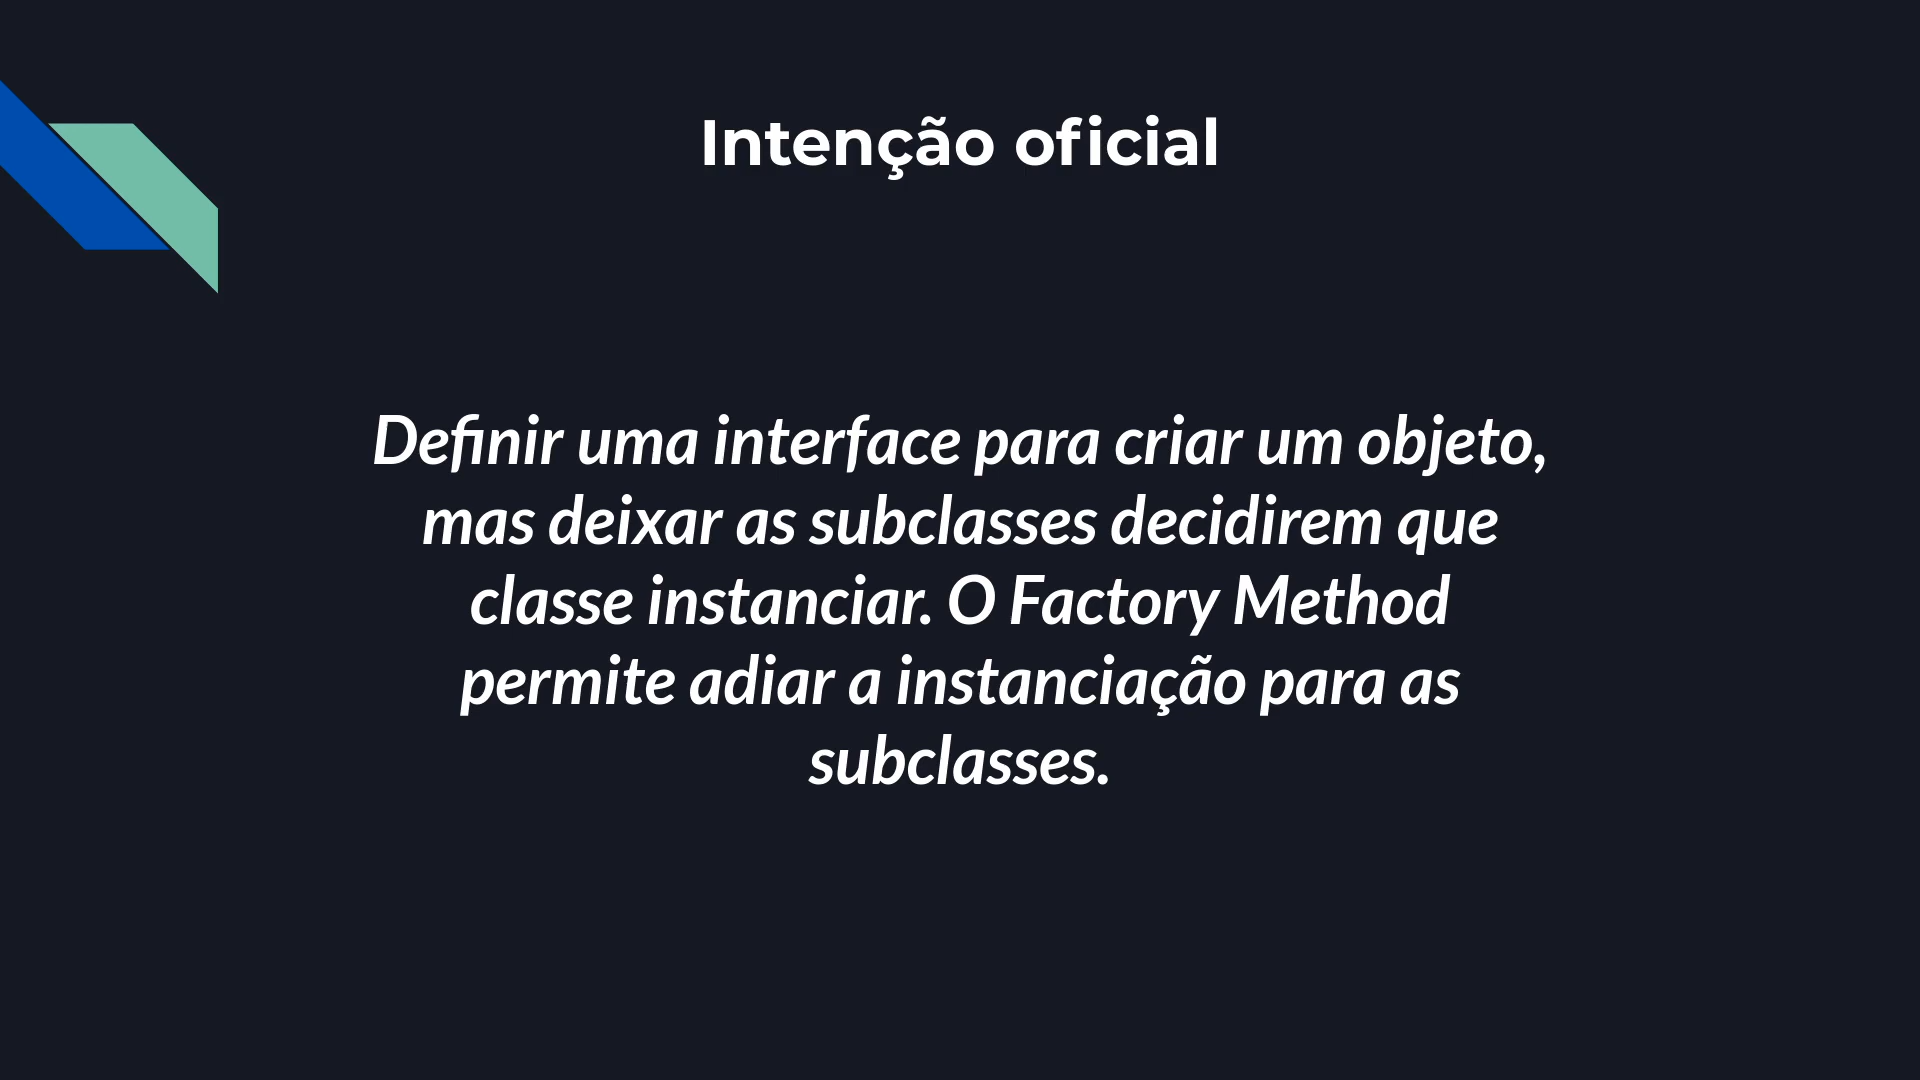 Intenção oficial
Definir uma interface para criar um objeto,
mas deixar as subclasses decidirem que
classe instanciar. O Factory Method
permite adiar a instanciação para as
subclasses.